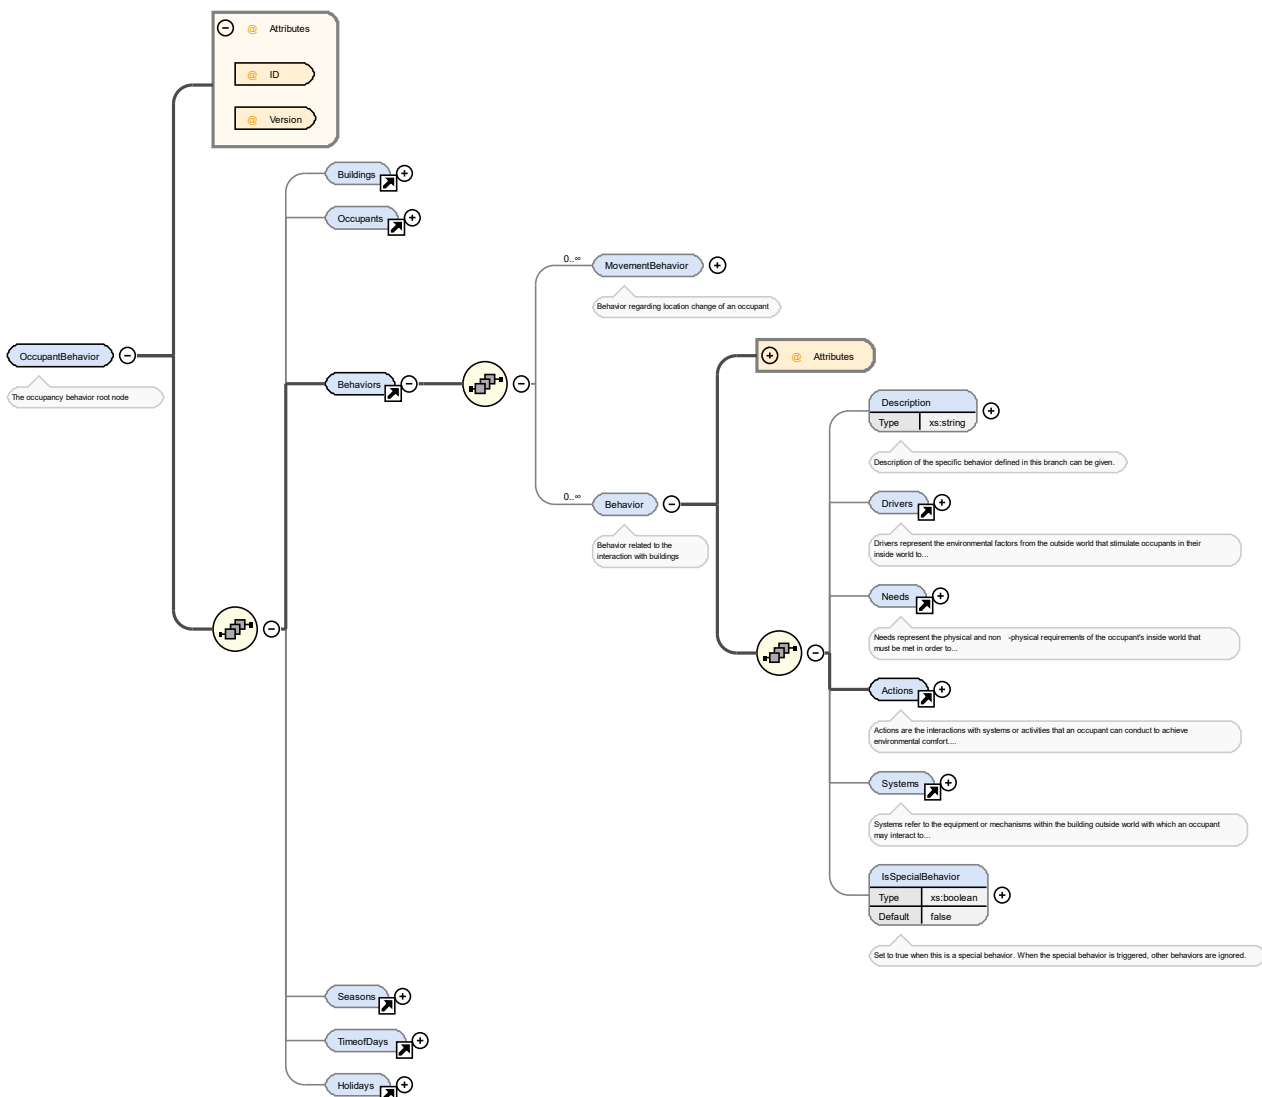 @ Attributes
@ ID
@ Version
Buildings
Occupants
0..∞
MovementBehavior
Behavior regarding location change of an occupant
OccupantBehavior
The occupancy behavior root node
Behaviors
@ Attributes
Description
Type xs:string
Description of the specific behavior defined in this branch can be given.
0..∞
Behavior
Behavior related to the
interaction with buildings
Drivers
Drivers represent the environmental factors from the outside world that stimulate occupants in their
inside world to...
Needs
Needs represent the physical and non -physical requirements of the occupant's inside world that
must be met in order to...
Actions
Actions are the interactions with systems or activities that an occupant can conduct to achieve
environmental comfort....
Systems
Systems refer to the equipment or mechanisms within the building outside world with which an occupant
may interact to...
IsSpecialBehavior
Type xs:boolean
Default false
Set to true when this is a special behavior. When the special behavior is triggered, other behaviors are ignored.
Seasons
TimeofDays
Holidays